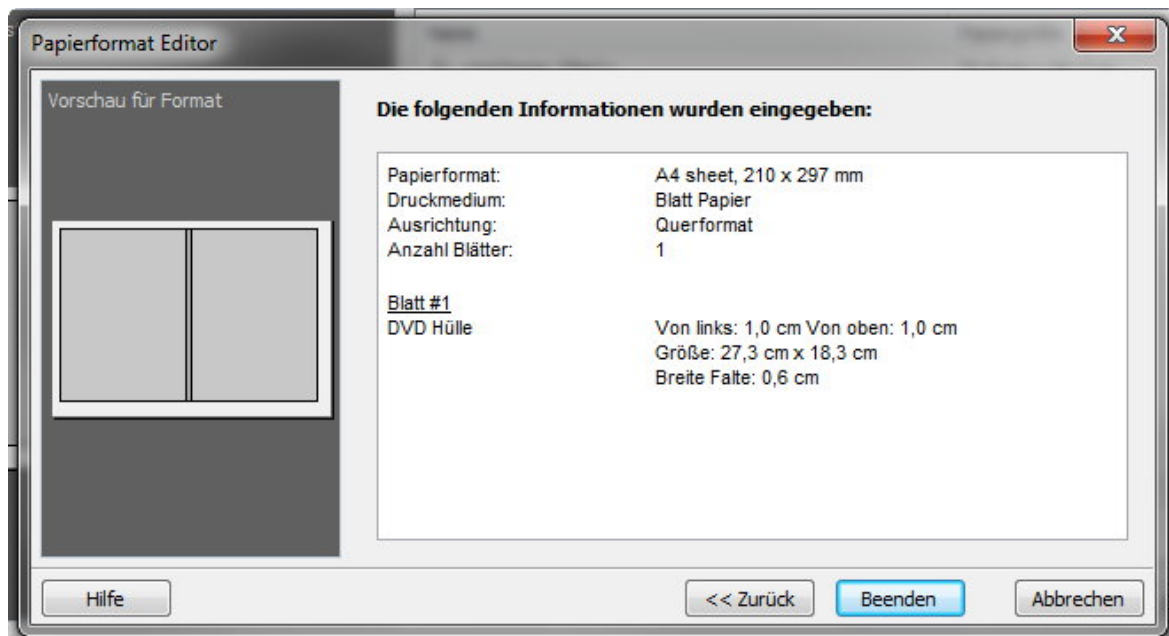 Papierformat Editor
Vorschau für Format
Die folgenden Informationen wurden eingegeben:
Papierformat: A4 sheet, 210 x 297 mm
Druckmedium: Blatt Papier
Ausrichtung: Querformat
Anzahl Blätter: 1
Blatt #1
DVD Hülle Von links: 1,0 cm Von oben: 1,0 cm
Größe: 27,3 cm x 18,3 cm
Breite Falte: 0,6 cm
Hilfe << Zurück Beenden Abbrechen